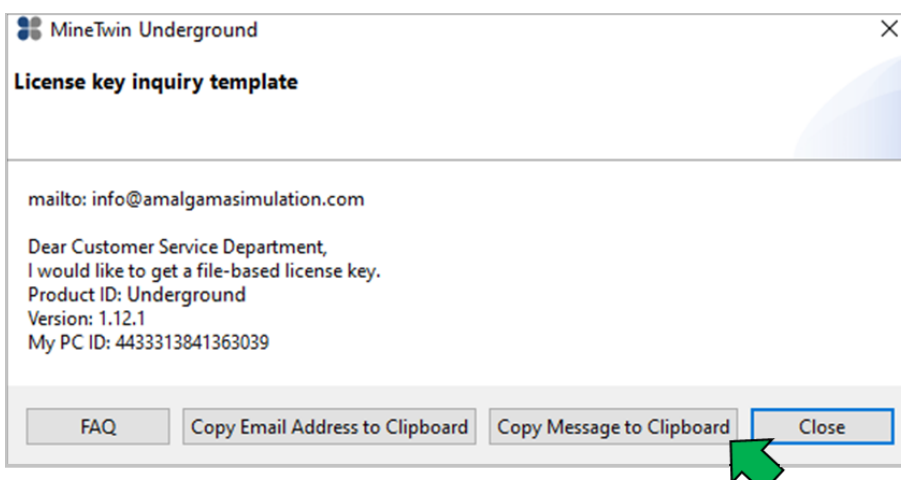 MineTwin Underground
License key inquiry template
mailto: info@amalgamasimulation.com
Dear Customer Service Department,
I would like to get a file-based license key.
Product ID: Underground
Version: 1.12.1
My PC ID: 4433313841363039
FAQ
Copy Email Address to Clipboard
Copy Message to Clipboard
Close